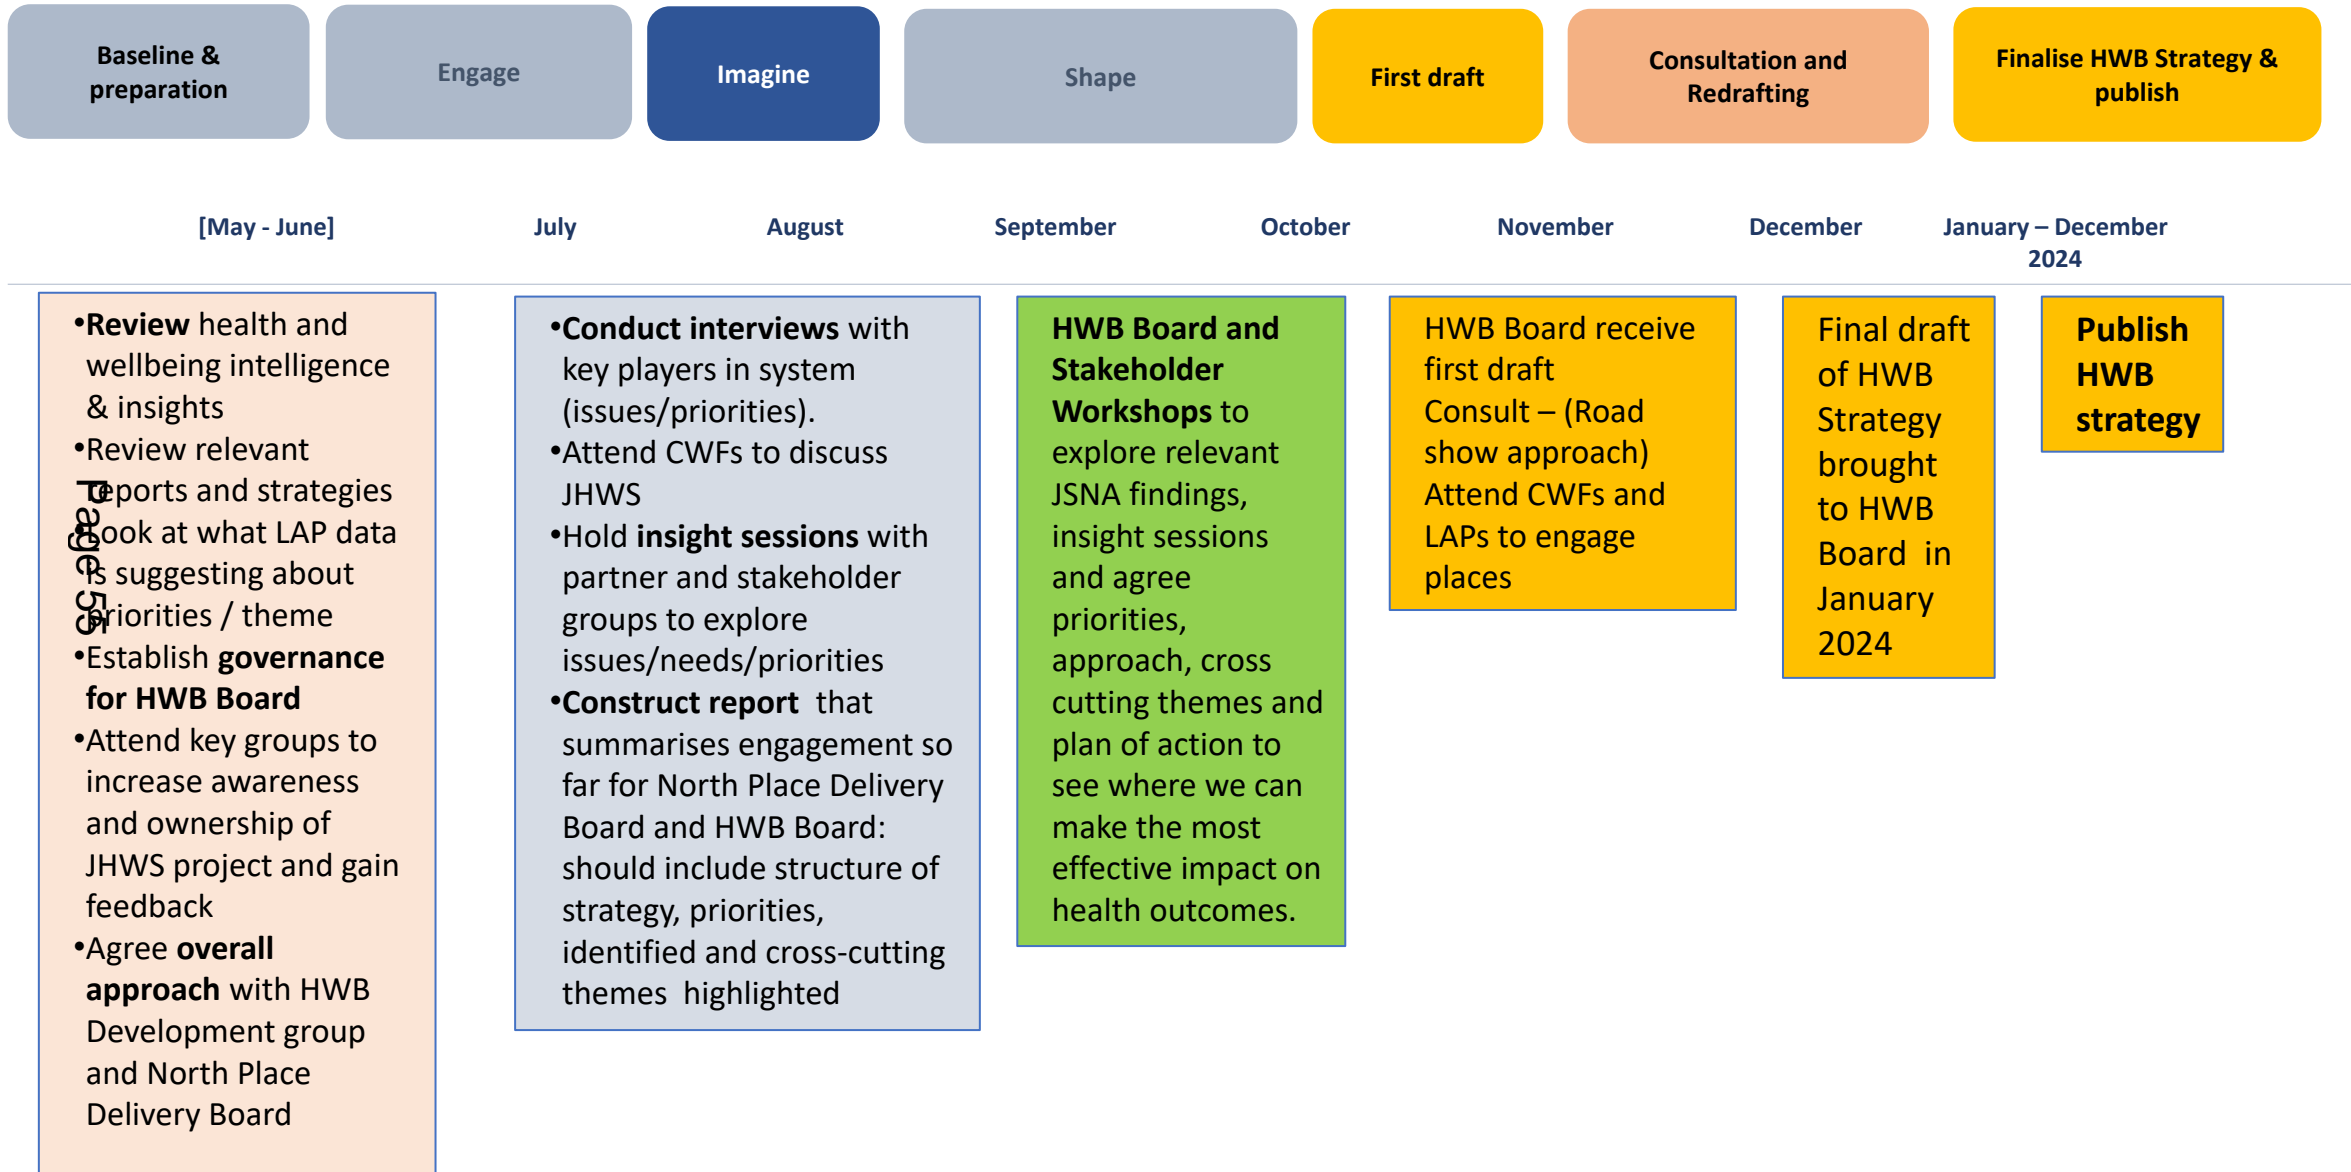 Baseline &
preparation
Engage
Imagine
Shape
First draft
Consultation and
Redrafting
Finalise HWB Strategy &
publish
[May - June]
July
August
September
October
November
December
January – December
2024
•Review health and
wellbeing intelligence
& insights
•Review relevant
reports and strategies
•Look at what LAP data
is suggesting about
priorities / theme
•Establish governance
for HWB Board
•Attend key groups to
increase awareness
and ownership of
JHWS project and gain
feedback
•Agree overall
approach with HWB
Development group
and North Place
Delivery Board
Page 55
•Conduct interviews with
key players in system
(issues/priorities).
•Attend CWFs to discuss
JHWS
•Hold insight sessions with
partner and stakeholder
groups to explore
issues/needs/priorities
•Construct report  that
summarises engagement so
far for North Place Delivery
Board and HWB Board:
should include structure of
strategy, priorities,
identified and cross-cutting
themes  highlighted
HWB Board and
Stakeholder
Workshops to
explore relevant
JSNA findings,
insight sessions
and agree
priorities,
approach, cross
cutting themes and
plan of action to
see where we can
make the most
effective impact on
health outcomes.
HWB Board receive
first draft
Consult – (Road
show approach)
Attend CWFs and
LAPs to engage
places
Final draft
of HWB
Strategy
brought
to HWB
Board  in
January
2024
Publish
HWB
strategy